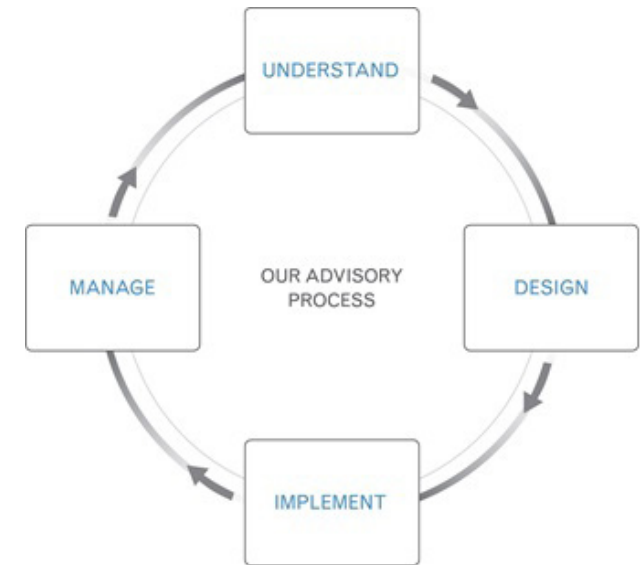 UNDERSTAND
DESIGN
IMPLEMENT
MANAGE
OUR ADVISORY
PROCESS